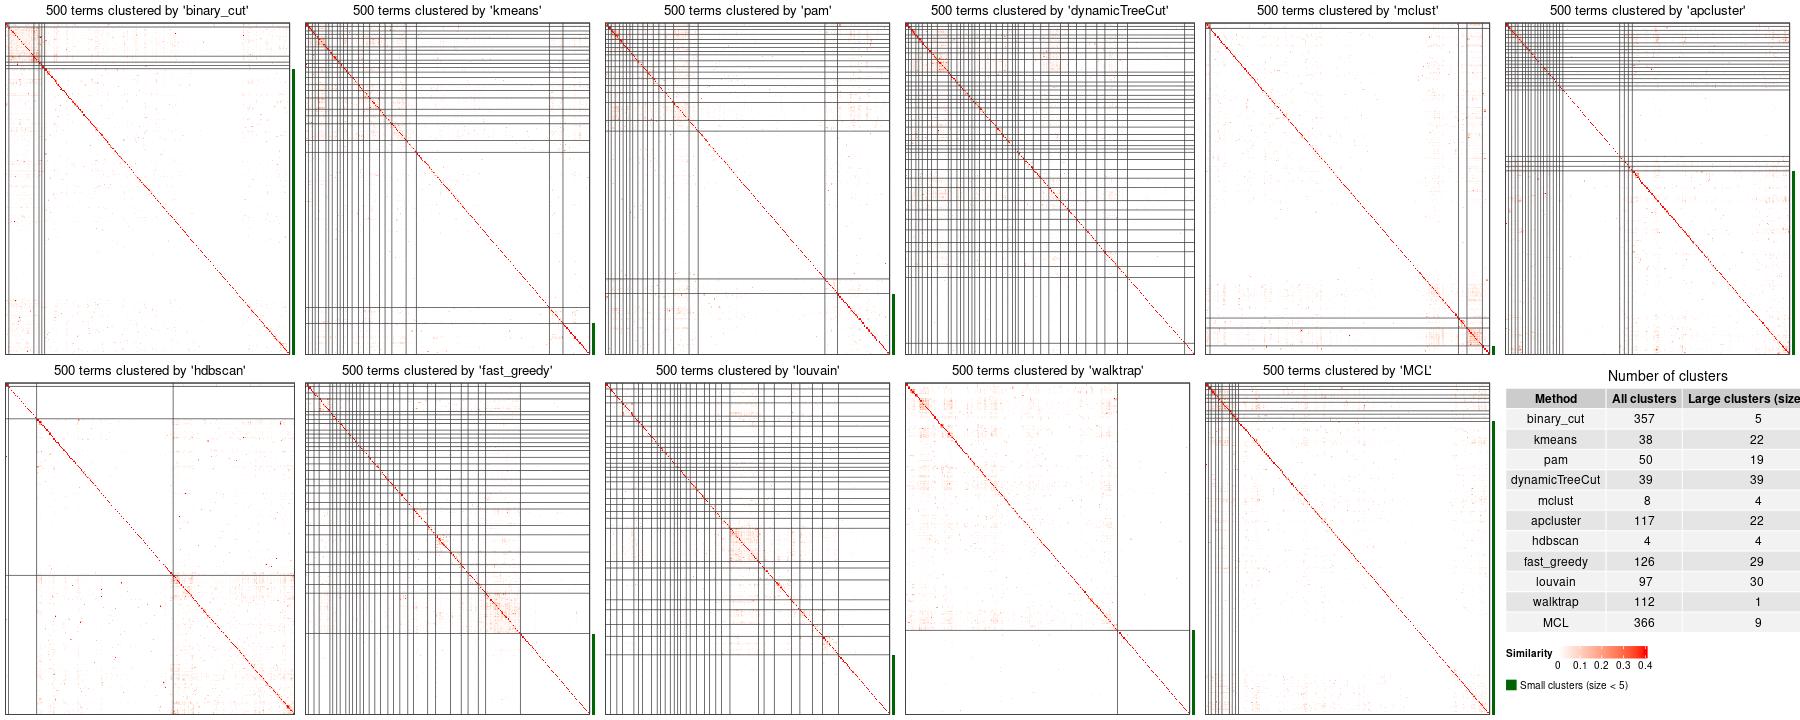 500 terms clustered by 'binary_cut'
500 terms clustered by 'kmeans'
500 terms clustered by 'pam'
500 terms clustered by 'dynamicTreeCut'
500 terms clustered by 'mclust'
500 terms clustered by 'apcluster'
500 terms clustered by 'hdbscan'
500 terms clustered by 'fast_greedy'
500 terms clustered by 'louvain'
500 terms clustered by 'walktrap'
500 terms clustered by 'MCL'
Number of clusters
Method All clusters Large clusters (size
binary_cut 357 5
kmeans 38 22
pam 50 19
dynamicTreeCut 39 39
mclust 8 4
apcluster 117 22
hdbscan 4 4
fast_greedy 126 29
louvain 97 30
walktrap 112 1
MCL 366 9
Similarity
0 0.1 0.2 0.3 0.4
Small clusters (size < 5)